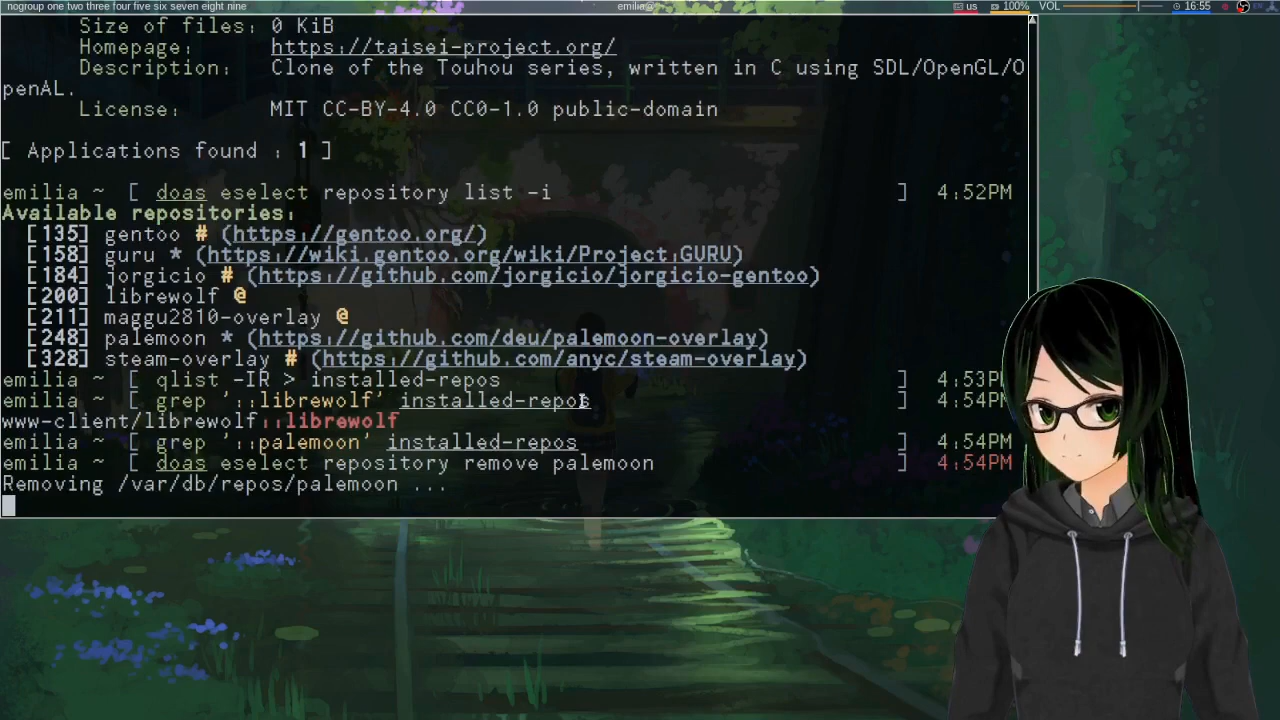 nogroup one two three four five six seven eight nine
emilia@
us 100% VOL 16:55 EN
Size of files: 0 KiB
Homepage: https://taisei-project.org/
Description: Clone of the Touhou series, written in C using SDL/OpenGL/O
penAL.
License: MIT CC-BY-4.0 CC0-1.0 public-domain
[ Applications found : 1 ]
emilia ~ [ doas eselect repository list -i ] 4:52PM
Available repositories:
[135] gentoo # (https://gentoo.org/)
[158] guru * (https://wiki.gentoo.org/wiki/Project:GURU)
[184] jorgicio # (https://github.com/jorgicio/jorgicio-gentoo)
[200] librewolf @
[211] maggu2810-overlay @
[248] palemoon * (https://github.com/deu/palemoon-overlay)
[328] steam-overlay # (https://github.com/anyc/steam-overlay)
emilia ~ [ qlist -IR > installed-repos ] 4:53PM
emilia ~ [ grep '::librewolf' installed-repos ] 4:54PM
www-client/librewolf::librewolf
emilia ~ [ grep '::palemoon' installed-repos ] 4:54PM
emilia ~ [ doas eselect repository remove palemoon ] 4:54PM
Removing /var/db/repos/palemoon ...